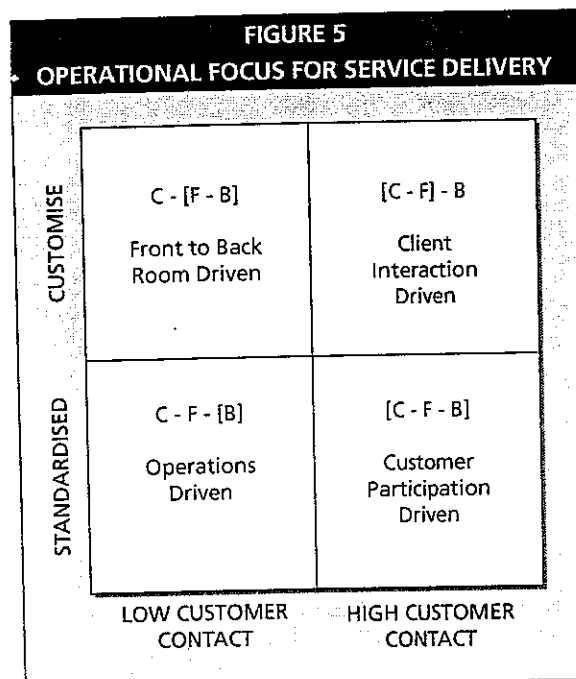 FIGURE 5
OPERATIONAL FOCUS FOR SERVICE DELIVERY
CUSTOMISE
C - [F - B]
Front to Back
Room Driven
[C - F] - B
Client
Interaction
Driven
STANDARDISED
C - F - [B]
Operations
Driven
[C - F - B]
Customer
Participation
Driven
LOW CUSTOMER
CONTACT
HIGH CUSTOMER
CONTACT